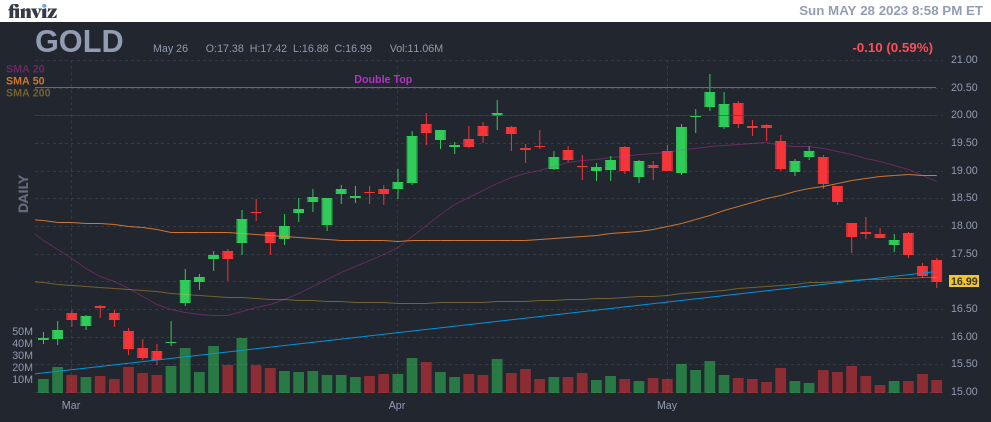 finviz
Sun MAY 28 2023 8:58 PM ET
GOLD
May 26 O:17.38 H:17.42 L:16.88 C:16.99 Vol:11.06M
-0.10 (0.59%)
SMA 20
SMA 50
SMA 200
Double Top
DAILY
21.00
20.50
20.00
19.50
19.00
18.50
18.00
17.50
16.99
16.50
16.00
15.50
15.00
50M
40M
30M
20M
10M
Mar Apr May